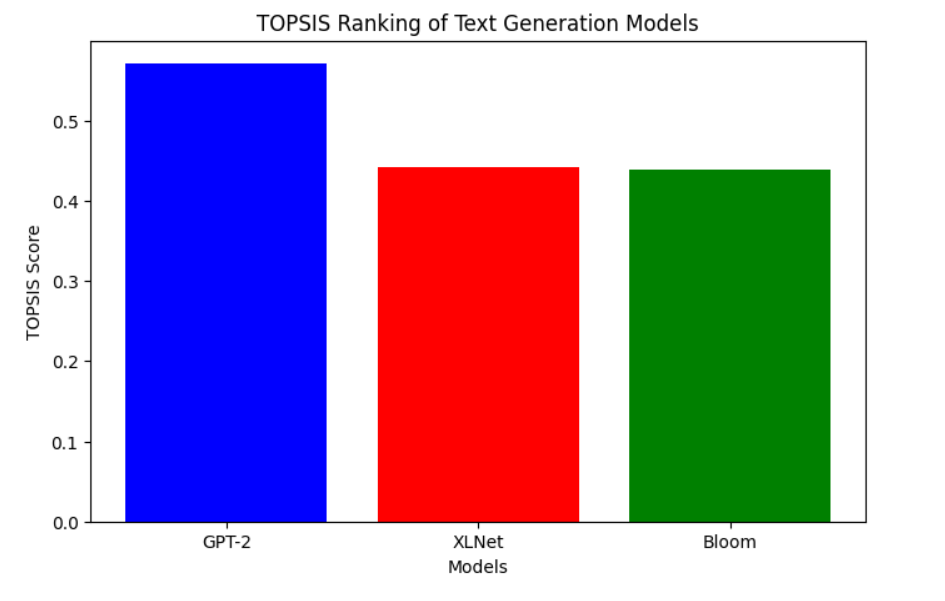 TOPSIS Ranking of Text Generation Models
TOPSIS Score
0.5
0.4
0.3
0.2
0.1
0.0
GPT-2 XLNet Bloom
Models